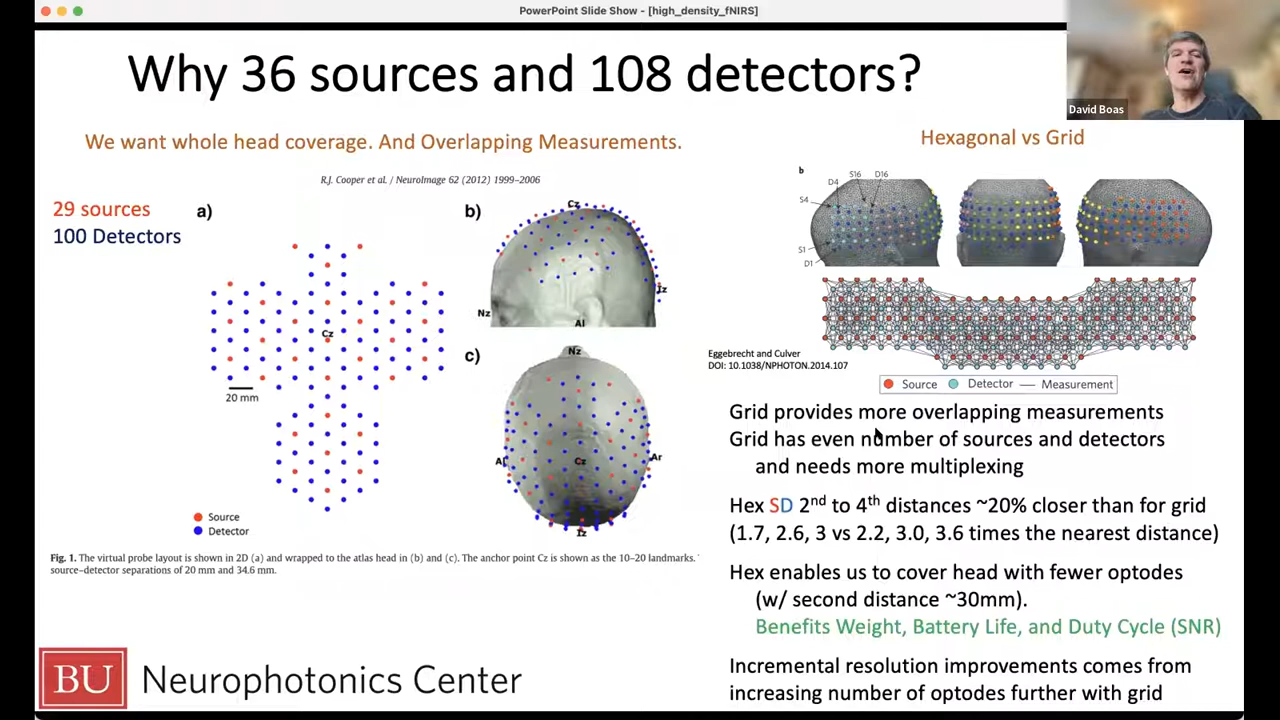 PowerPoint Slide Show - [high_density_fNIRS]
Why 36 sources and 108 detectors?
David Boas
We want whole head coverage. And Overlapping Measurements.
R.J. Cooper et al. / NeuroImage 62 (2012) 1999–2006
29 sources
100 Detectors
a)
Cz
20 mm
Source
Detector
b)
Cz
Iz
Nz
Al
c)
Nz
Al
Cz
Ar
Iz
Fig. 1. The virtual probe layout is shown in 2D (a) and wrapped to the atlas head in (b) and (c). The anchor point Cz is shown as the 10–20 landmarks.
source–detector separations of 20 mm and 34.6 mm.
BU Neurophotonics Center
Hexagonal vs Grid
b
S16 D16
D4
S4
S1
D1
Eggebrecht and Culver
DOI: 10.1038/NPHOTON.2014.107
Source Detector Measurement
Grid provides more overlapping measurements
Grid has even number of sources and detectors
and needs more multiplexing
Hex SD 2nd to 4th distances ~20% closer than for grid
(1.7, 2.6, 3 vs 2.2, 3.0, 3.6 times the nearest distance)
Hex enables us to cover head with fewer optodes
(w/ second distance ~30mm).
Benefits Weight, Battery Life, and Duty Cycle (SNR)
Incremental resolution improvements comes from
increasing number of optodes further with grid